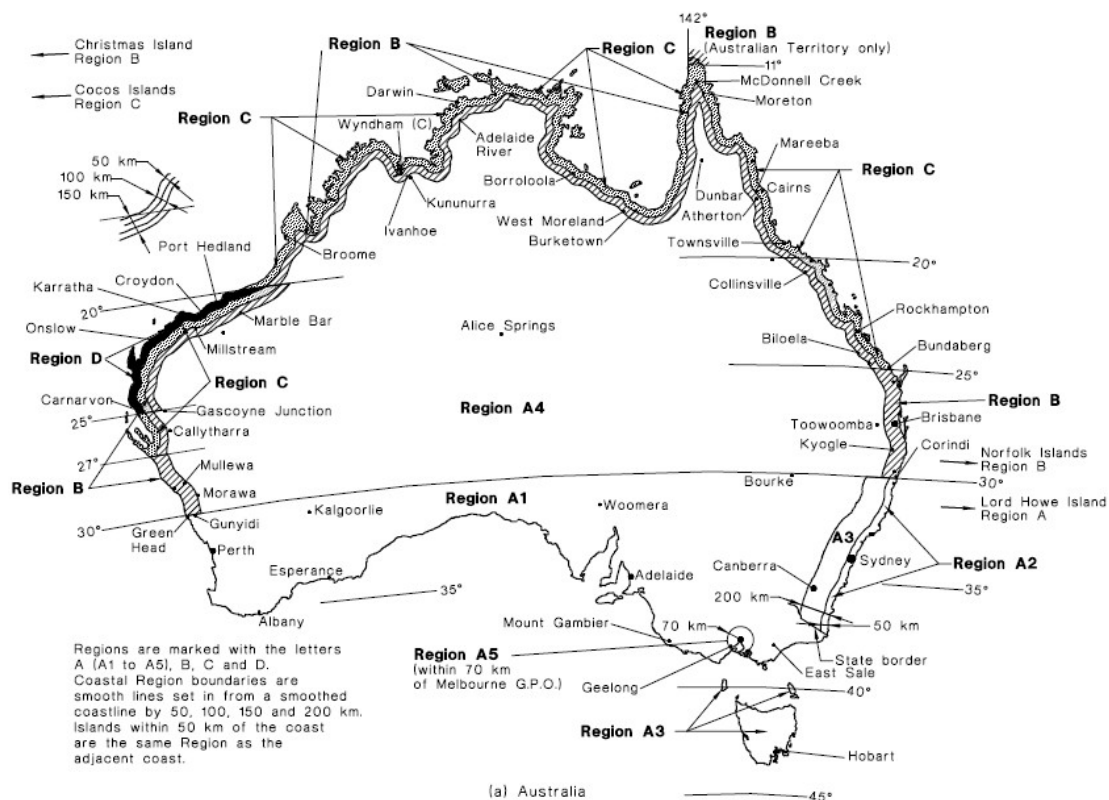 142°
Region B
(Australian Territory only)
11°
Christmas Island
Region B
Cocos Islands
Region C
Region B
Region C
McDonnell Creek
Moreton
Darwin
Region C
Wyndham (C)
Adelaide
River
Mareeba
50 km
100 km
150 km
Borroloola
Region C
Kununurra
Dunbar
Cairns
Atherton
Ivanhoe
West Moreland
Burketown
Port Hedland
Broome
Townsville
Croydon
20°
Karratha
20°
Collinsville
Marble Bar
Alice Springs
Rockhampton
Onslow
Millstream
Biloela
Region D
Bundaberg
Region C
25°
Carnarvon
Gascoyne Junction
Region A4
Region B
25°
Callytharra
Toowoomba
Brisbane
Kyogle
Corindi
27°
Mullewa
Norfolk Islands
Region B
Region B
Bourke
30°
Morawa
Region A1
Lord Howe Island
Region A
30°
Kalgoorlie
Woomera
Gunyidi
Green
Head
A3
Perth
Sydney
Region A2
Esperance
Canberra
Adelaide
35°
35°
200 km
Albany
Mount Gambier
70 km
50 km
Region A5
(within 70 km
of Melbourne G.P.O.)
State border
East Sale
Geelong
40°
Regions are marked with the letters
A (A1 to A5), B, C and D.
Coastal Region boundaries are
smooth lines set in from a smoothed
coastline by 50, 100, 150 and 200 km.
Islands within 50 km of the coast
are the same Region as the
adjacent coast.
Region A3
Hobart
(a) Australia
45°